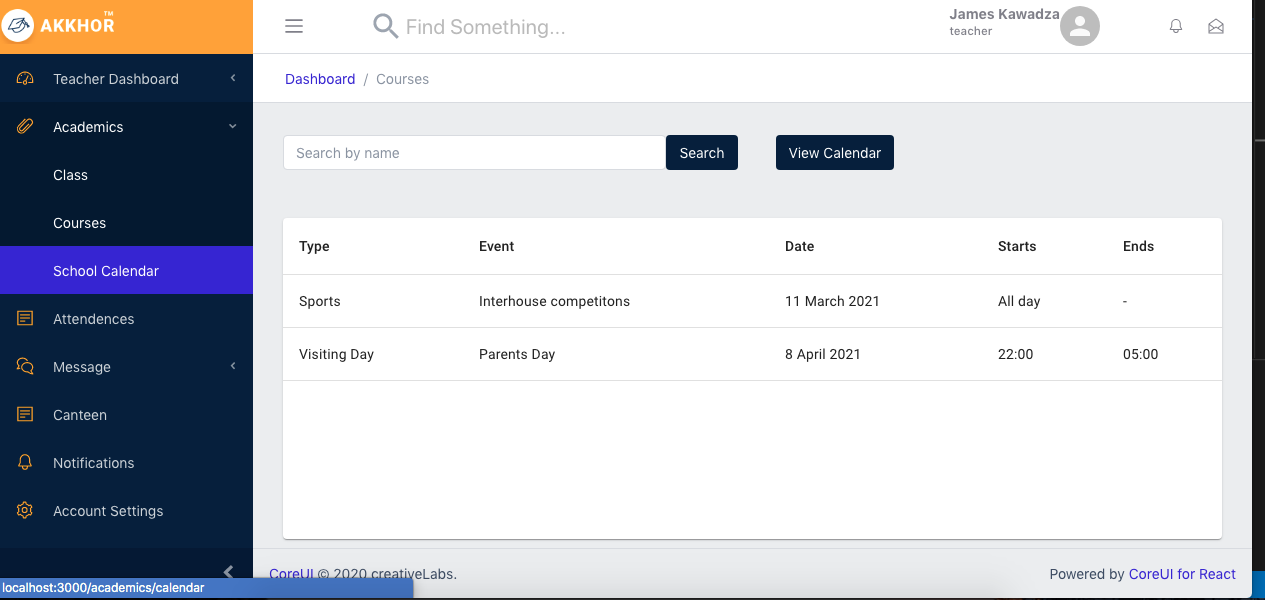 AKKHOR™
Find Something...
James Kawadza
teacher
Teacher Dashboard
Academics
Class
Courses
School Calendar
Attendences
Message
Canteen
Notifications
Account Settings
Dashboard / Courses
Search by name Search View Calendar
Type Event Date Starts Ends
Sports Interhouse competitons 11 March 2021 All day -
Visiting Day Parents Day 8 April 2021 22:00 05:00
CoreUI © 2020 creativeLabs. Powered by CoreUI for React
localhost:3000/academics/calendar